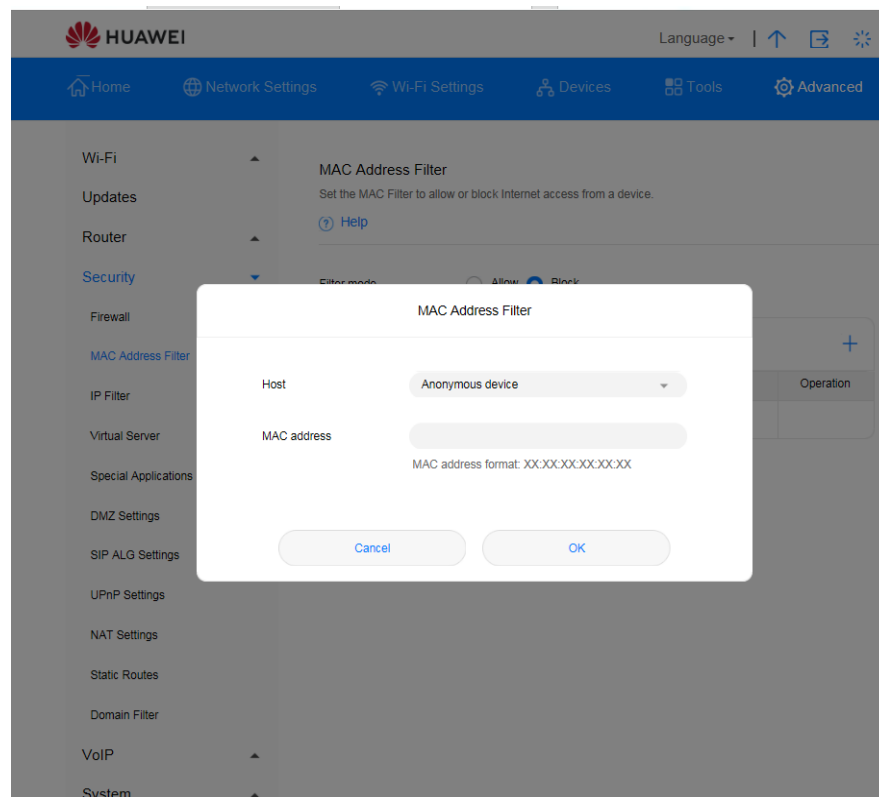 HUAWEI
Language
Home
Network Settings
Wi-Fi Settings
Devices
Tools
Advanced
Wi-Fi
Updates
Router
Security
Firewall
MAC Address Filter
IP Filter
Virtual Server
Special Applications
DMZ Settings
SIP ALG Settings
UPnP Settings
NAT Settings
Static Routes
Domain Filter
VoIP
System
MAC Address Filter
Set the MAC Filter to allow or block Internet access from a device.
? Help
Filter mode Allow Block
Operation
MAC Address Filter
Host Anonymous device
MAC address
MAC address format: XX:XX:XX:XX:XX:XX
Cancel OK